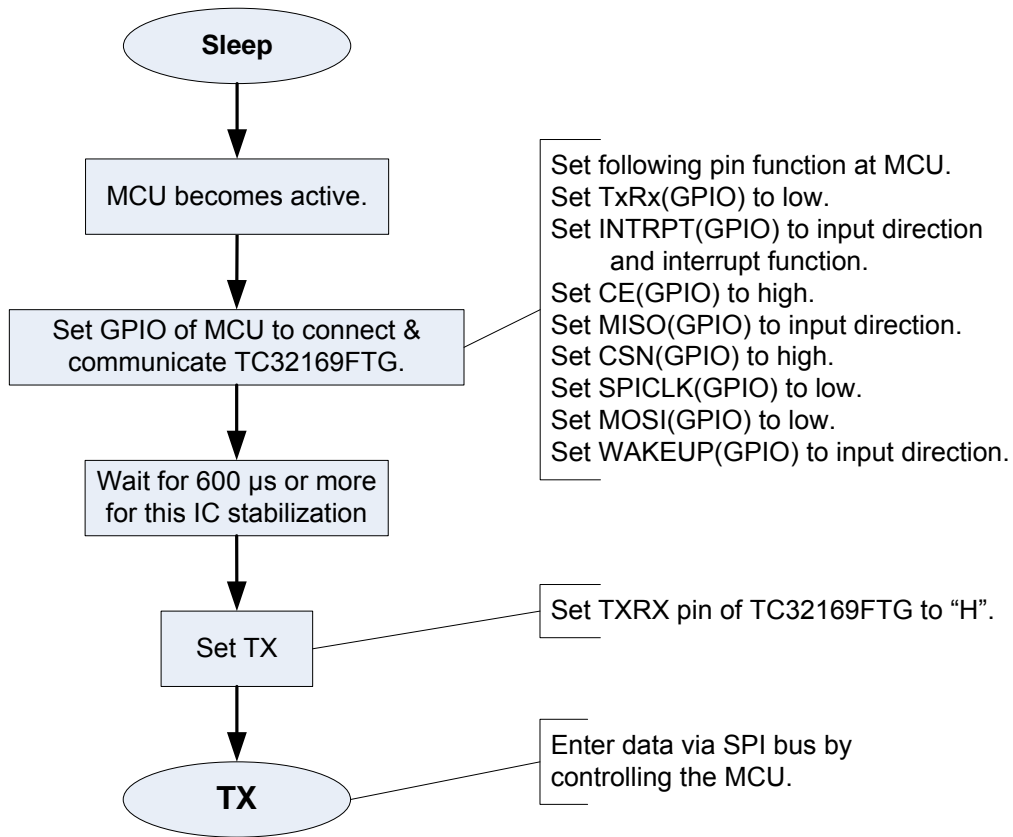 Sleep
MCU becomes active.
Set GPIO of MCU to connect &
communicate TC32169FTG.
Set following pin function at MCU.
Set TxRx(GPIO) to low.
Set INTRPT(GPIO) to input direction
and interrupt function.
Set CE(GPIO) to high.
Set MISO(GPIO) to input direction.
Set CSN(GPIO) to high.
Set SPICLK(GPIO) to low.
Set MOSI(GPIO) to low.
Set WAKEUP(GPIO) to input direction.
Wait for 600 µs or more
for this IC stabilization
Set TX
Set TXRX pin of TC32169FTG to “H”.
TX
Enter data via SPI bus by
controlling the MCU.